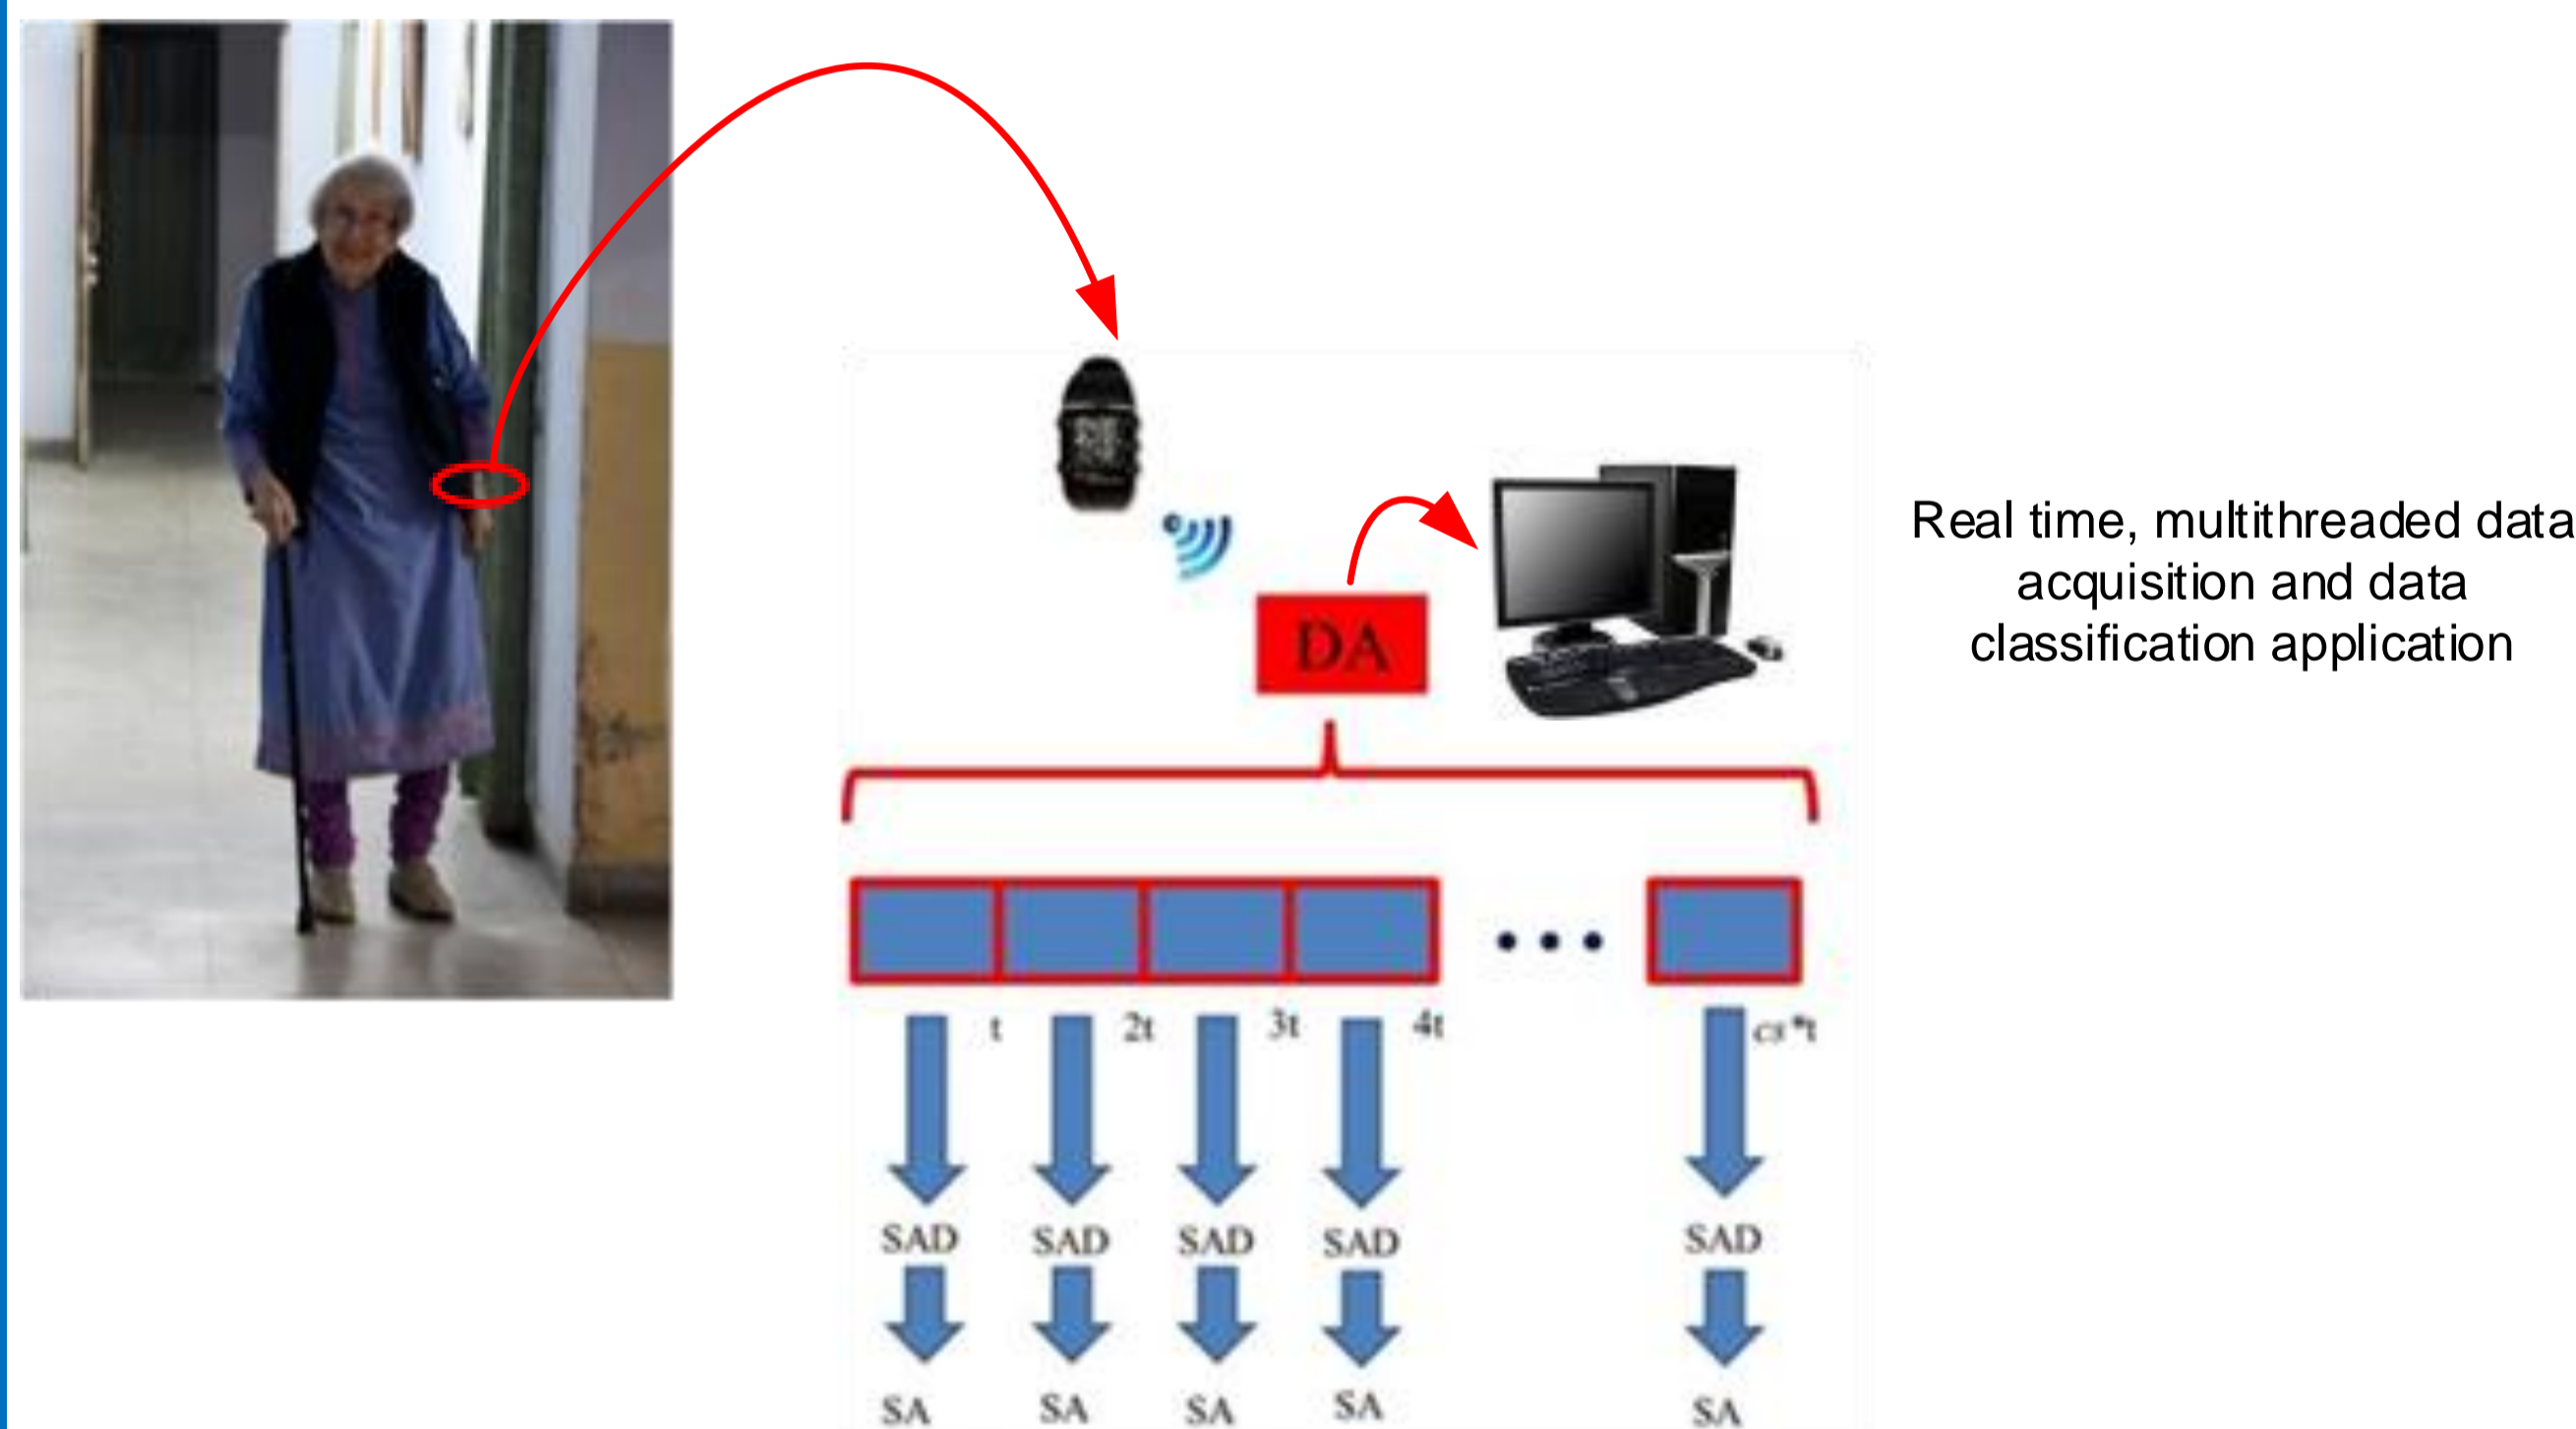 Real time, multithreaded data
acquisition and data
classification application
DA
t 2t 3t 4t cs*t
SAD SAD SAD SAD SAD
SA SA SA SA SA